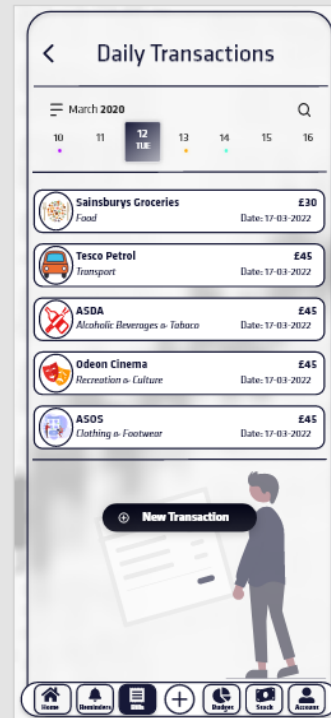 Daily Transactions
March 2020
10 11 12 13 14 15 16
TUE
Sainsburys Groceries £30
Food Date: 17-03-2022
Tesco Petrol £45
Transport Date: 17-03-2022
ASDA £45
Alcoholic Beverages & Tobaco Date: 17-03-2022
Odeon Cinema £45
Recreation & Culture Date: 17-03-2022
ASOS £45
Clothing & Footwear Date: 17-03-2022
New Transaction
Home Reminders Budget Stock Account